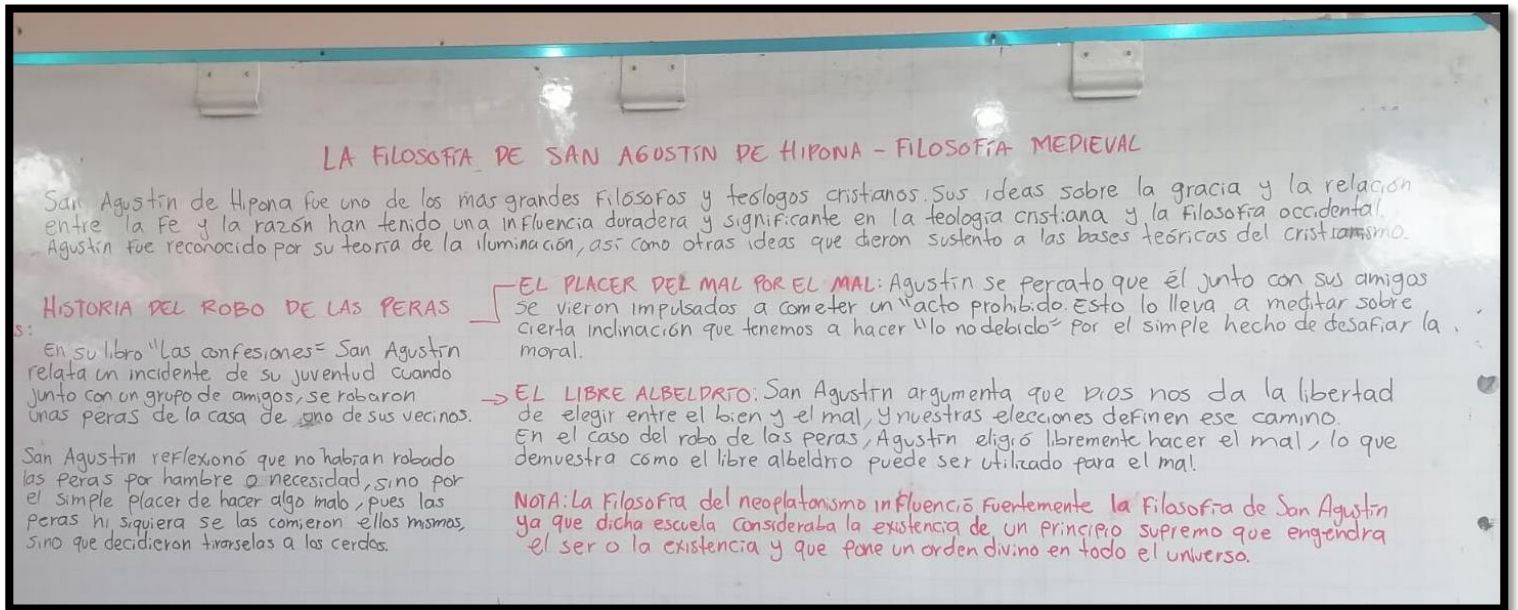 LA FILOSOFÍA DE SAN AGUSTÍN DE HIPONA - FILOSOFÍA MEDIEVAL
San Agustín de Hipona fue uno de los mas grandes filósofos y teólogos cristianos. Sus ideas sobre la gracia y la relación
entre la fe y la razón han tenido una influencia duradera y significante en la teología cristiana y la filosofía occidental.
Agustín fue reconocido por su teoría de la iluminación, así como otras ideas que dieron sustento a las bases teóricas del cristianismo.
HISTORIA DEL ROBO DE LAS PERAS
s:
En su libro "Las confesiones" San Agustín
relata un incidente de su juventud cuando
junto con un grupo de amigos, se robaron
unas peras de la casa de uno de sus vecinos.
San Agustín reflexionó que no habían robado
las peras por hambre o necesidad, sino por
el simple placer de hacer algo malo, pues las
peras ni siquiera se las comieron ellos mismos,
sino que decidieron tirarselas a los cerdos.
EL PLACER DEL MAL POR EL MAL: Agustín se percato que él junto con sus amigos
se vieron impulsados a cometer un "acto prohibido. Esto lo lleva a meditar sobre
cierta inclinación que tenemos a hacer "lo no debido" por el simple hecho de desafiar la
moral.
→ EL LIBRE ALBELDRÍO: San Agustín argumenta que Dios nos da la libertad
de elegir entre el bien y el mal, y nuestras elecciones definen ese camino.
En el caso del robo de las peras, Agustín eligió libremente hacer el mal, lo que
demuestra cómo el libre albeldrío puede ser utilizado para el mal.
NOTA: La filosofía del neoplatonismo influenció fuertemente la filosofía de San Agustín
ya que dicha escuela consideraba la existencia de un principio supremo que engendra
el ser o la existencia y que pone un orden divino en todo el universo.